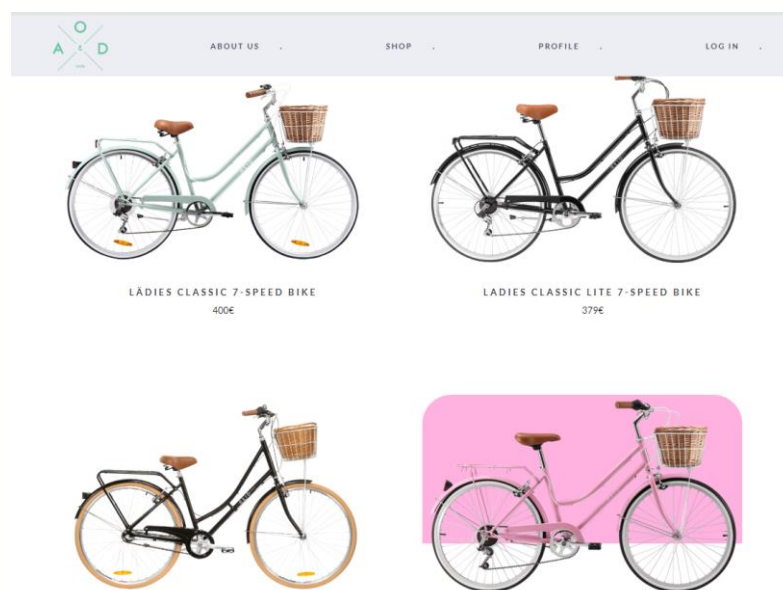 O
A & D
ABOUT US
SHOP
PROFILE
LOG IN
LÄDIES CLASSIC 7-SPEED BIKE
400€
LADIES CLASSIC LITE 7-SPEED BIKE
379€